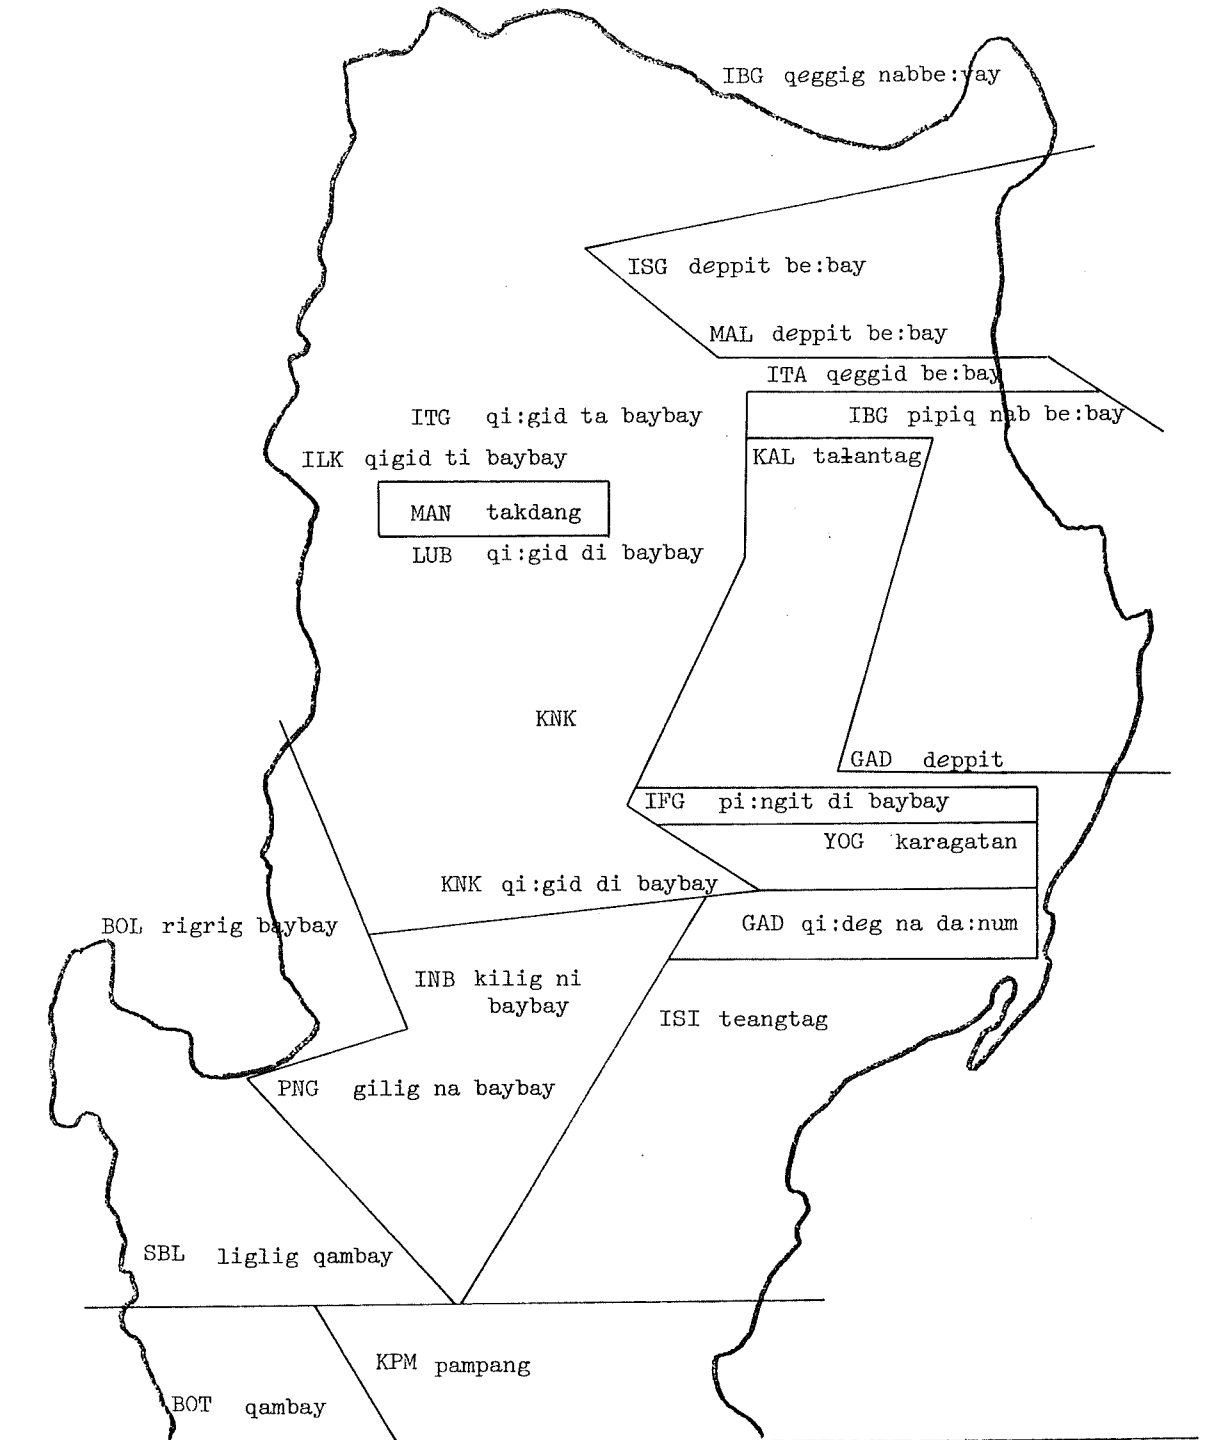 IBG qeggig nabbe:yay
ISG deppit be:bay
MAL deppit be:bay
ITA qeggid be:bay
ITG qi:gid ta baybay
IBG pipiq nab be:bay
ILK qigid ti baybay
KAL tałantag
MAN takdang
LUB qi:gid di baybay
KNK
GAD deppit
IFG pi:ngit di baybay
YOG karagatan
KNK qi:gid di baybay
BOL rigrig baybay
GAD qi:deg na da:num
INB kilig ni
baybay
ISI teangtag
PNG gilig na baybay
SBL liglig qambay
KPM pampang
BOT qambay